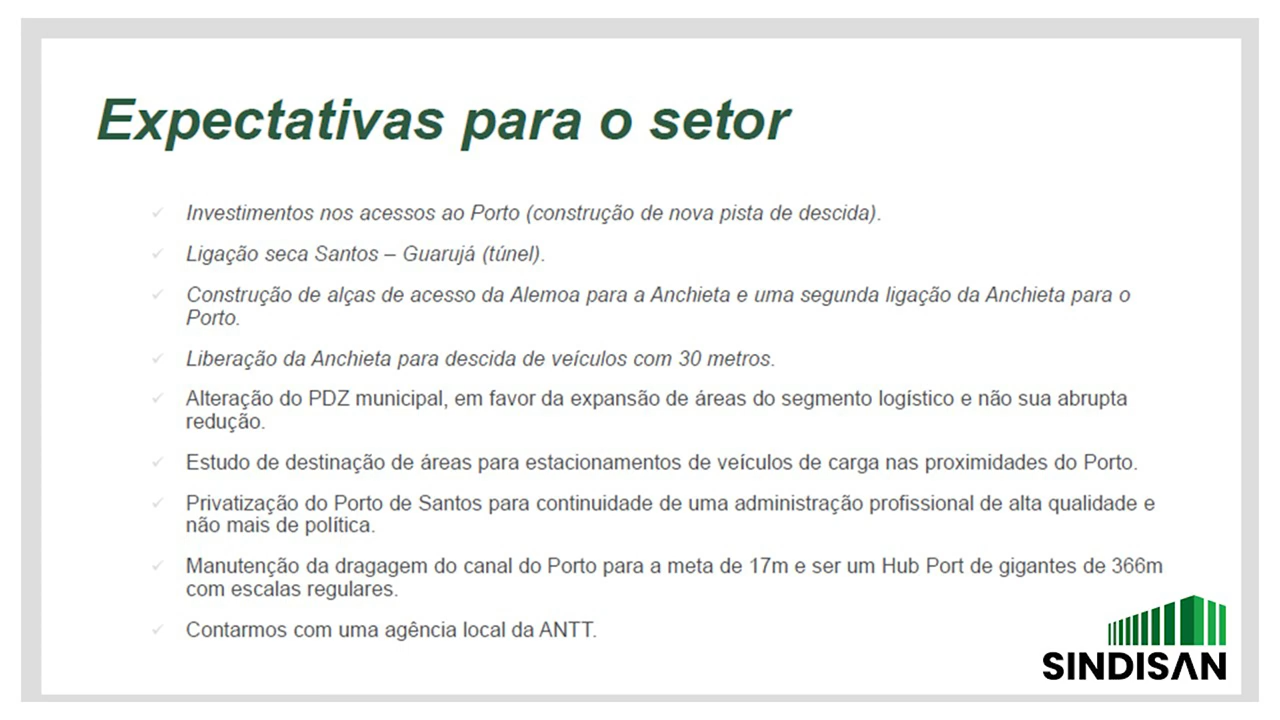 Expectativas para o setor
Investimentos nos acessos ao Porto (construção de nova pista de descida).
Ligação seca Santos – Guarujá (túnel).
Construção de alças de acesso da Alemoa para a Anchieta e uma segunda ligação da Anchieta para o
Porto.
Liberação da Anchieta para descida de veículos com 30 metros.
Alteração do PDZ municipal, em favor da expansão de áreas do segmento logístico e não sua abrupta
redução.
Estudo de destinação de áreas para estacionamentos de veículos de carga nas proximidades do Porto.
Privatização do Porto de Santos para continuidade de uma administração profissional de alta qualidade e
não mais de política.
Manutenção da dragagem do canal do Porto para a meta de 17m e ser um Hub Port de gigantes de 366m
com escalas regulares.
Contarmos com uma agência local da ANTT.
SINDISAN